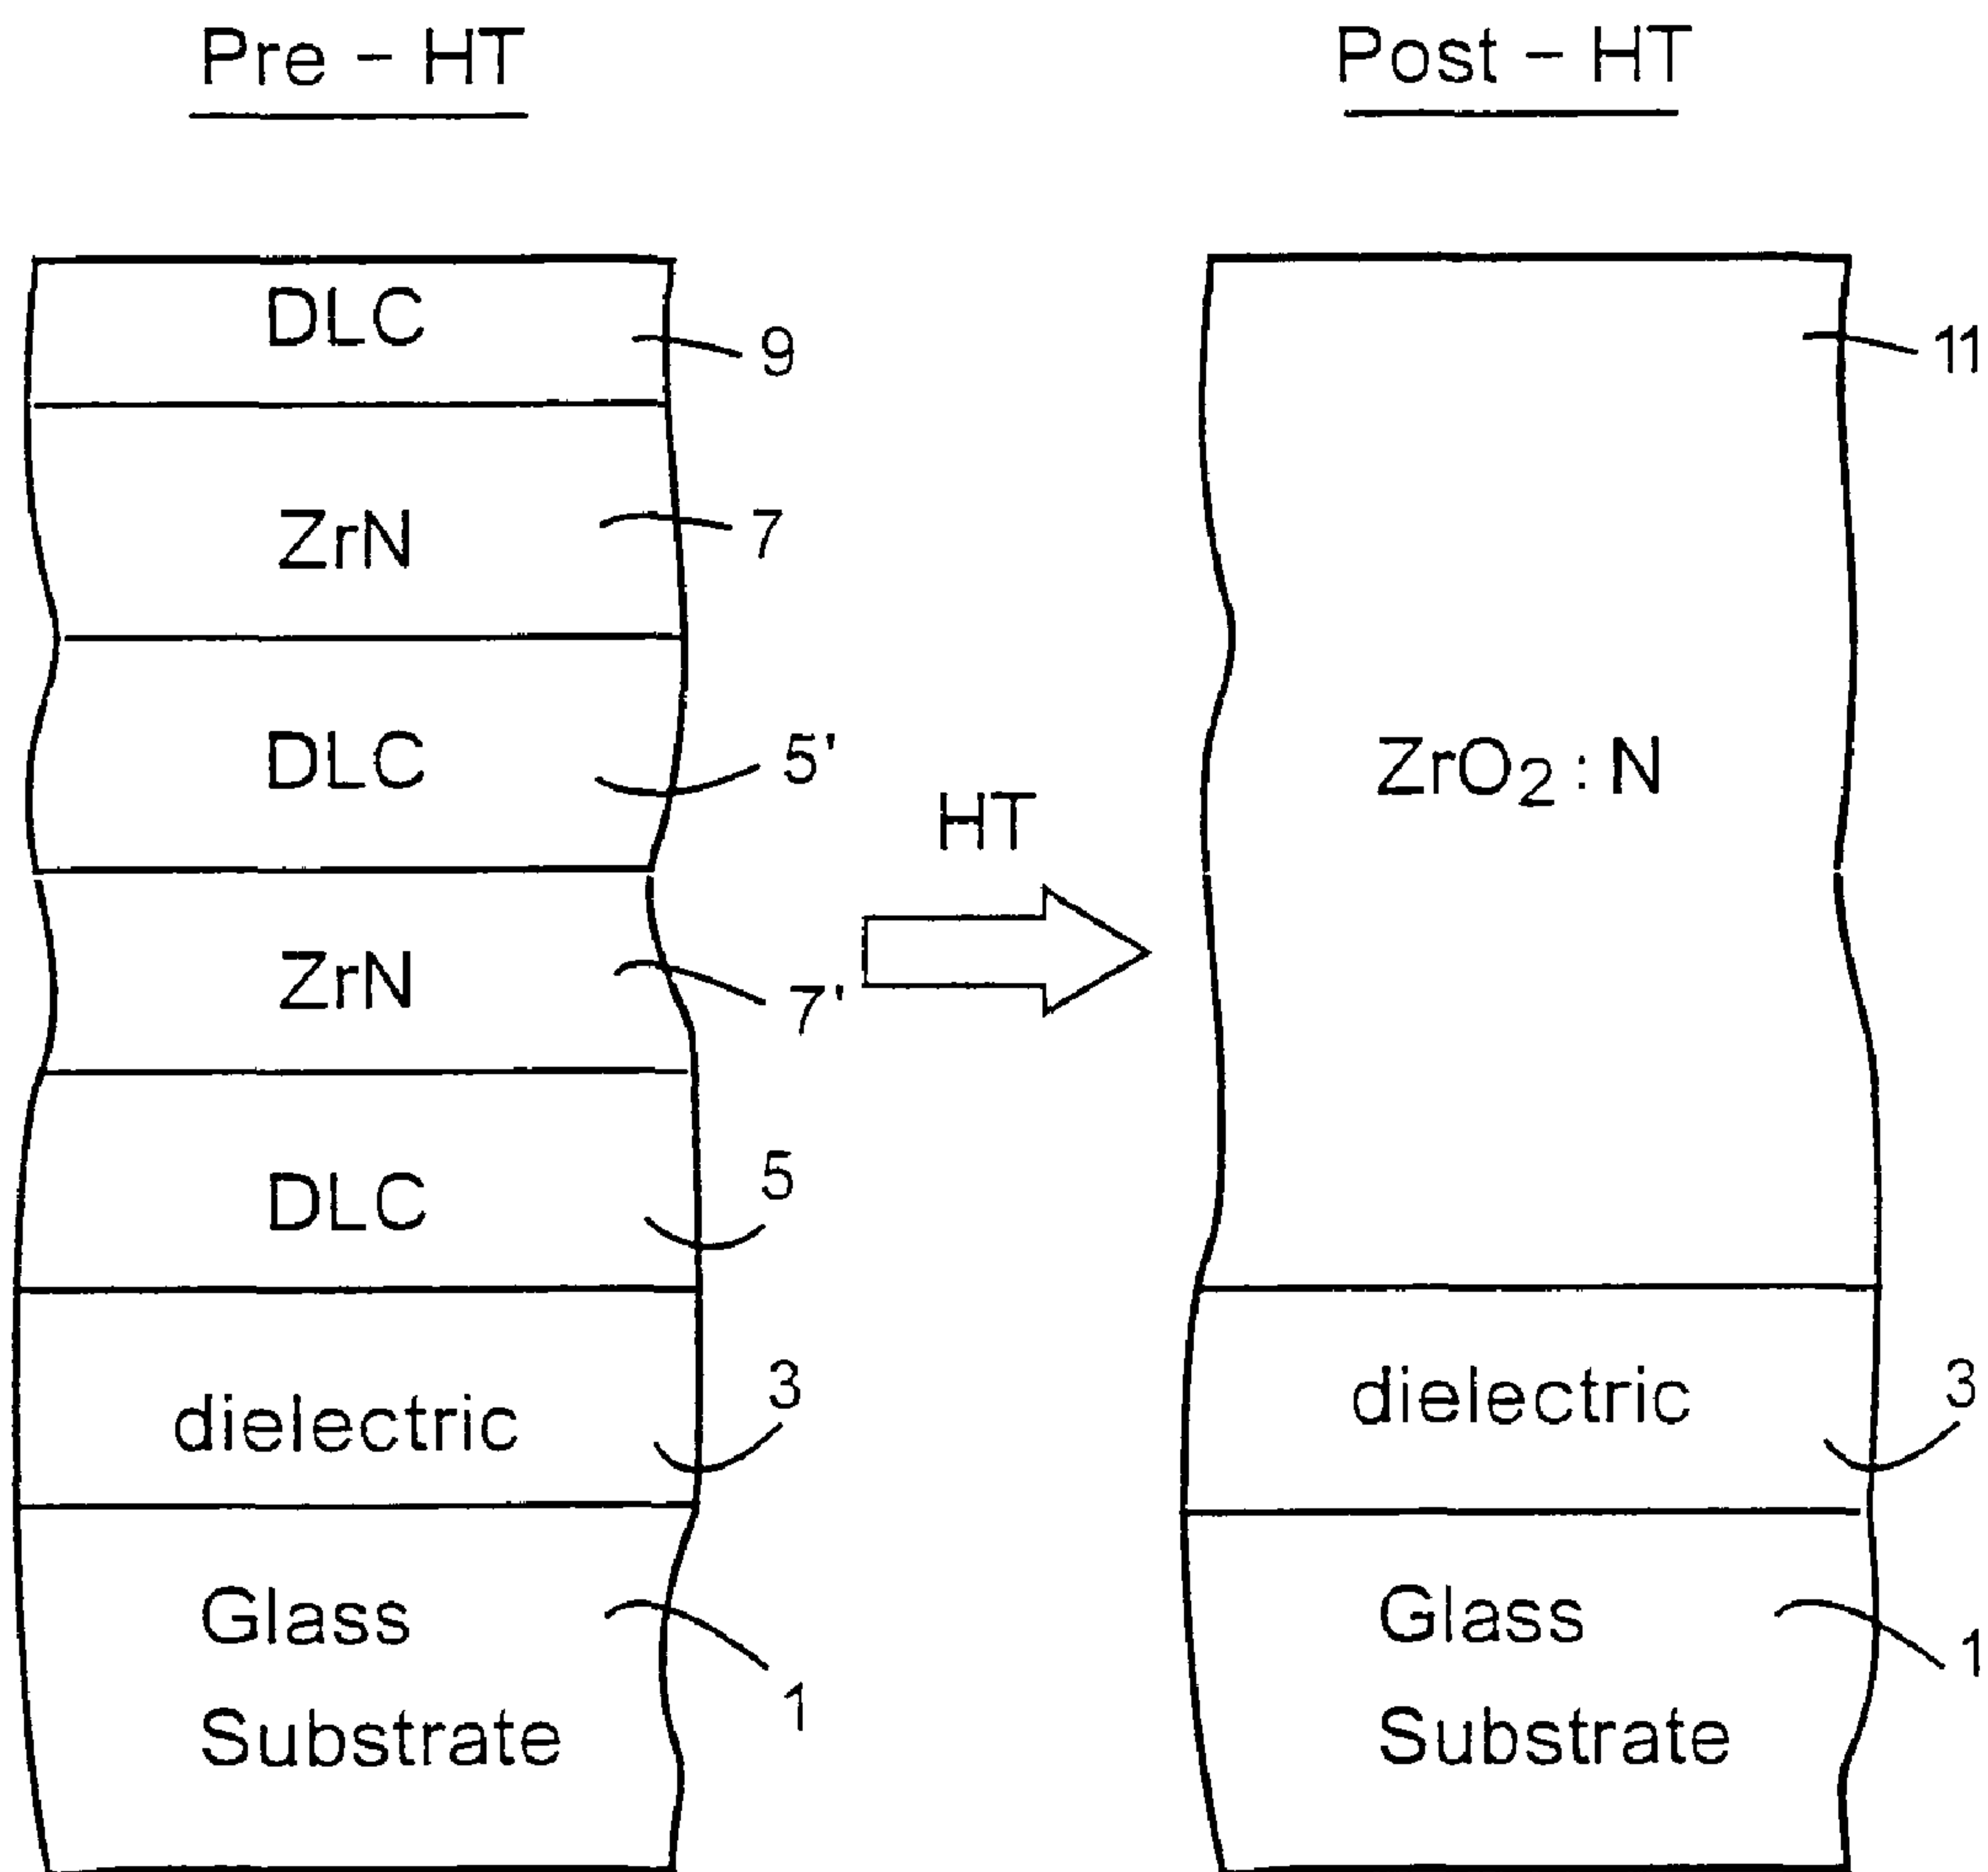 Pre - HT
DLC
9
ZrN
7
DLC
5'
ZrN
7'
DLC
5
dielectric
3
Glass
Substrate
1
HT
Post - HT
11
ZrO2 : N
dielectric
3
Glass
Substrate
1